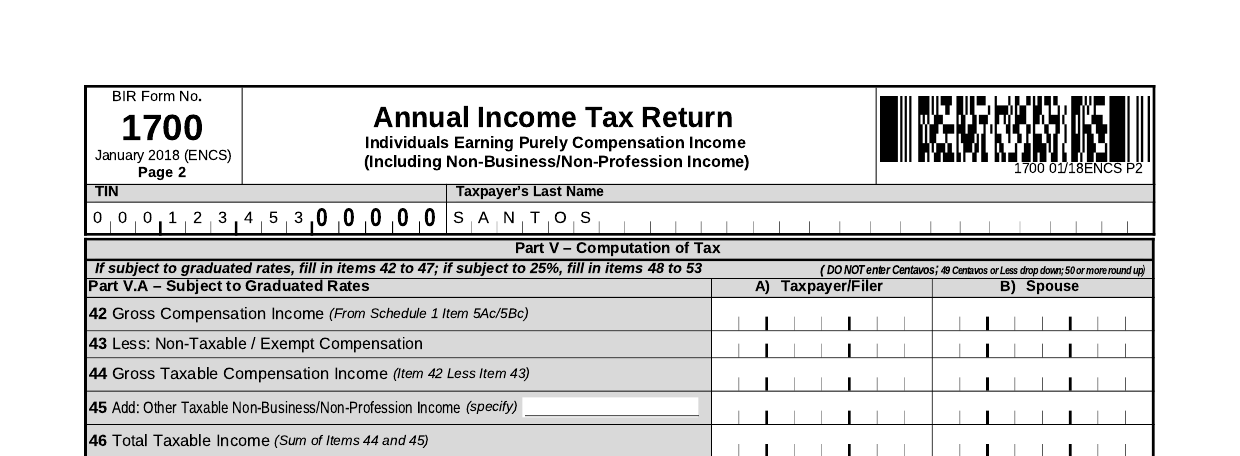 BIR Form No.
1700
January 2018 (ENCS)
Page 2
Annual Income Tax Return
Individuals Earning Purely Compensation Income
(Including Non-Business/Non-Profession Income)
1700 01/18ENCS P2
TIN
Taxpayer's Last Name
0 0 0 1 2 3 4 5 3 0 0 0 0 0
S A N T O S
Part V – Computation of Tax
If subject to graduated rates, fill in items 42 to 47; if subject to 25%, fill in items 48 to 53
( DO NOT enter Centavos; 49 Centavos or Less drop down; 50 or more round up)
Part V.A – Subject to Graduated Rates
A) Taxpayer/Filer
B) Spouse
42 Gross Compensation Income (From Schedule 1 Item 5Ac/5Bc)
43 Less: Non-Taxable / Exempt Compensation
44 Gross Taxable Compensation Income (Item 42 Less Item 43)
45 Add: Other Taxable Non-Business/Non-Profession Income (specify)
46 Total Taxable Income (Sum of Items 44 and 45)